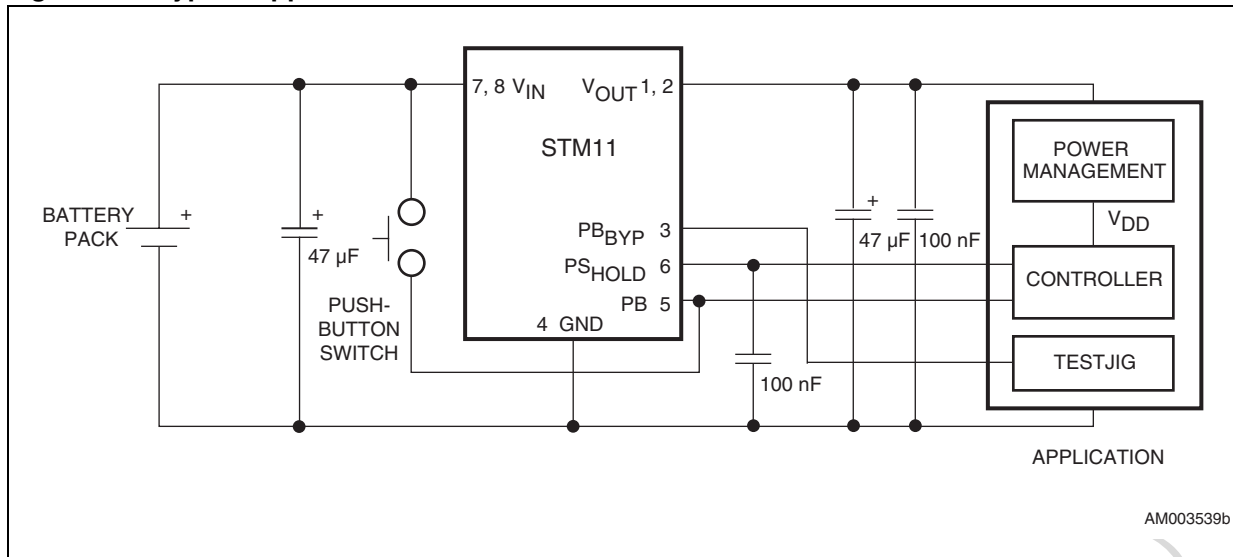 7, 8 VIN
VOUT 1, 2
STM11
POWER
MANAGEMENT
BATTERY
PACK
+
+
47 µF
PBBYP 3
+
47 µF
100 nF
VDD
PSHOLD 6
CONTROLLER
PUSH-
BUTTON
SWITCH
PB 5
4 GND
100 nF
TESTJIG
APPLICATION
AM003539b